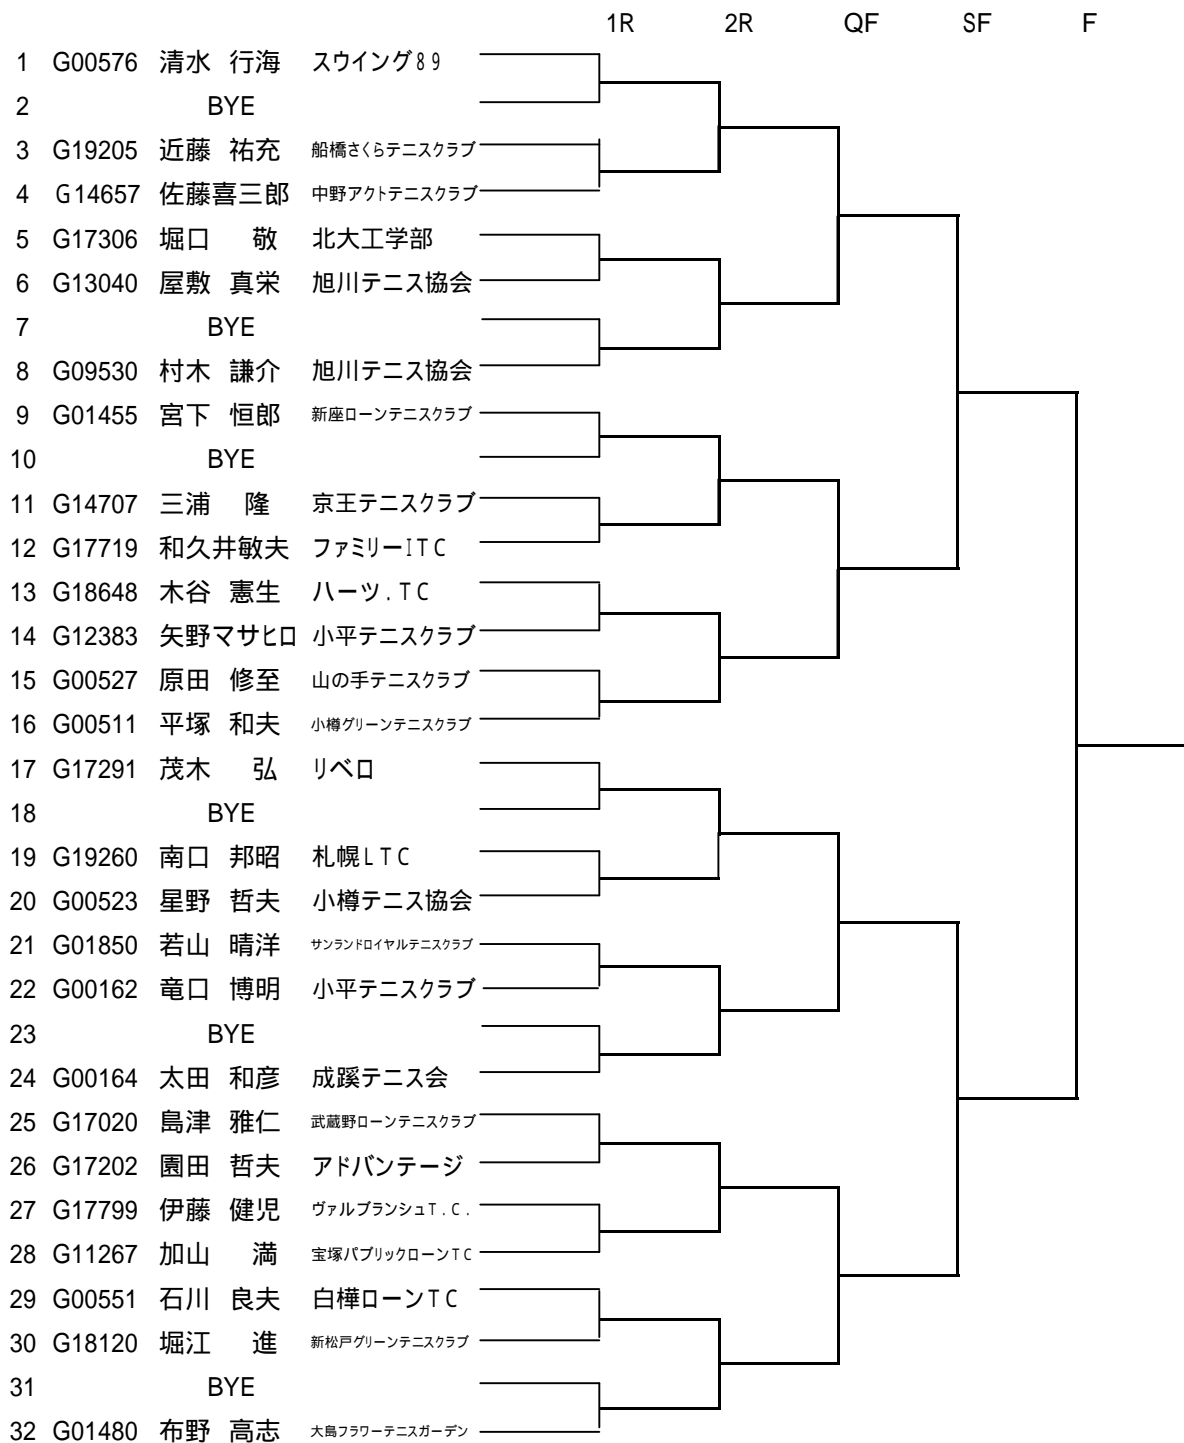 1R 2R QF SF F
1 G00576 清水 行海 スウイング89
2 BYE
3 G19205 近藤 祐充 船橋さくらテニスクラブ
4 G14657 佐藤喜三郎 中野アクトテニスクラブ
5 G17306 堀口 敬 北大工学部
6 G13040 屋敷 真栄 旭川テニス協会
7 BYE
8 G09530 村木 謙介 旭川テニス協会
9 G01455 宮下 恒郎 新座ローンテニスクラブ
10 BYE
11 G14707 三浦 隆 京王テニスクラブ
12 G17719 和久井敏夫 ファミリーITC
13 G18648 木谷 憲生 ハーツ.TC
14 G12383 矢野マサヒロ 小平テニスクラブ
15 G00527 原田 修至 山の手テニスクラブ
16 G00511 平塚 和夫 小樽グリーンテニスクラブ
17 G17291 茂木 弘 リベロ
18 BYE
19 G19260 南口 邦昭 札幌LTC
20 G00523 星野 哲夫 小樽テニス協会
21 G01850 若山 晴洋 サンランドロイヤルテニスクラブ
22 G00162 竜口 博明 小平テニスクラブ
23 BYE
24 G00164 太田 和彦 成蹊テニス会
25 G17020 島津 雅仁 武蔵野ローンテニスクラブ
26 G17202 園田 哲夫 アドバンテージ
27 G17799 伊藤 健児 ヴァルブランシュT.C.
28 G11267 加山 満 宝塚パブリックローンTC
29 G00551 石川 良夫 白樺ローンTC
30 G18120 堀江 進 新松戸グリーンテニスクラブ
31 BYE
32 G01480 布野 高志 大島フラワーテニスガーデン